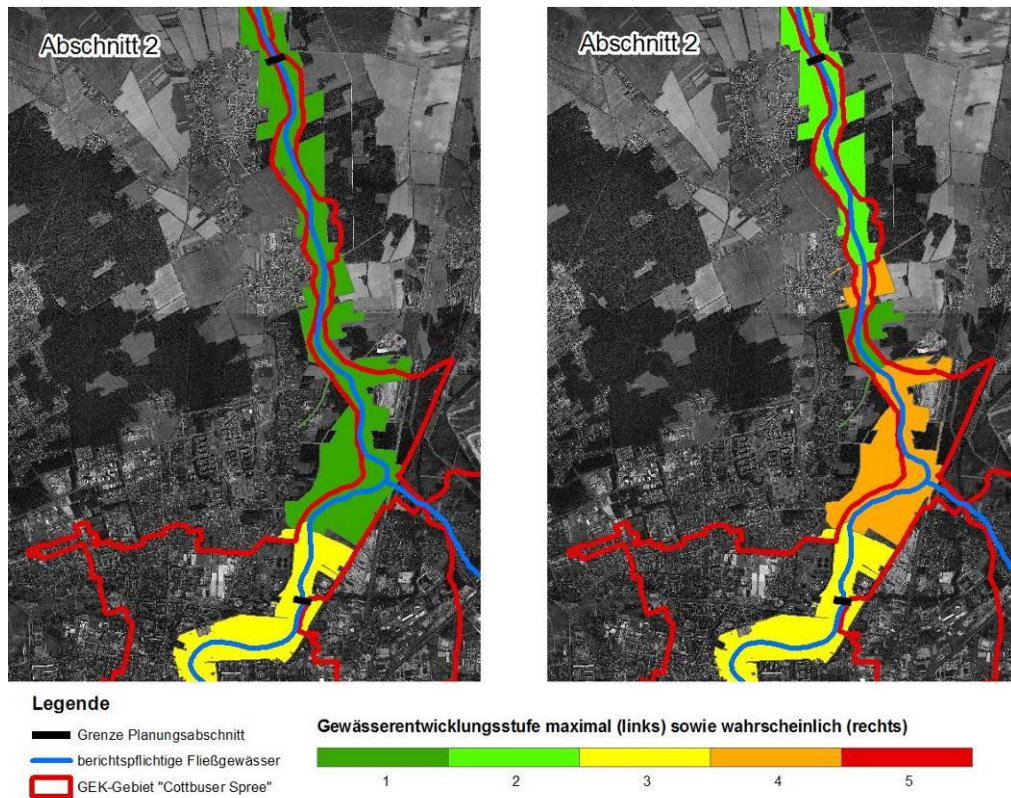 Abschnitt 2
Abschnitt 2
Legende
Grenze Planungsabschnitt
berichtspflichtige Fließgewässer
GEK-Gebiet "Cottbuser Spree"
Gewässerentwicklungsstufe maximal (links) sowie wahrscheinlich (rechts)
1 2 3 4 5